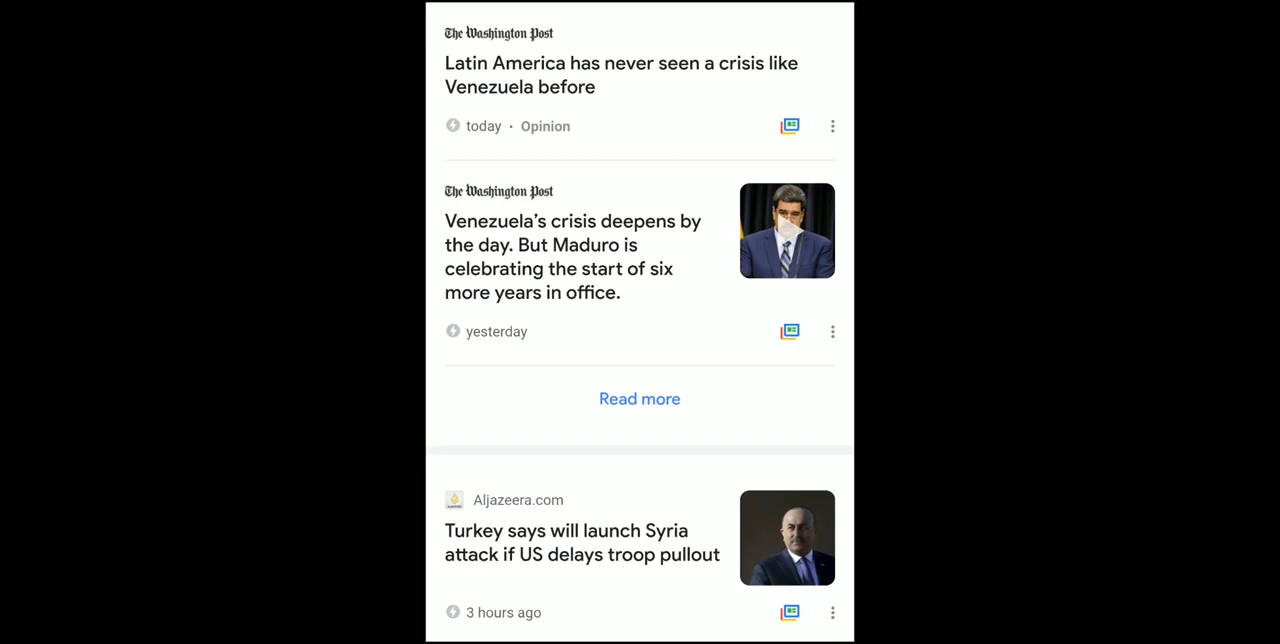 The Washington Post
Latin America has never seen a crisis like
Venezuela before
today · Opinion
The Washington Post
Venezuela’s crisis deepens by
the day. But Maduro is
celebrating the start of six
more years in office.
yesterday
Read more
Aljazeera.com
Turkey says will launch Syria
attack if US delays troop pullout
3 hours ago